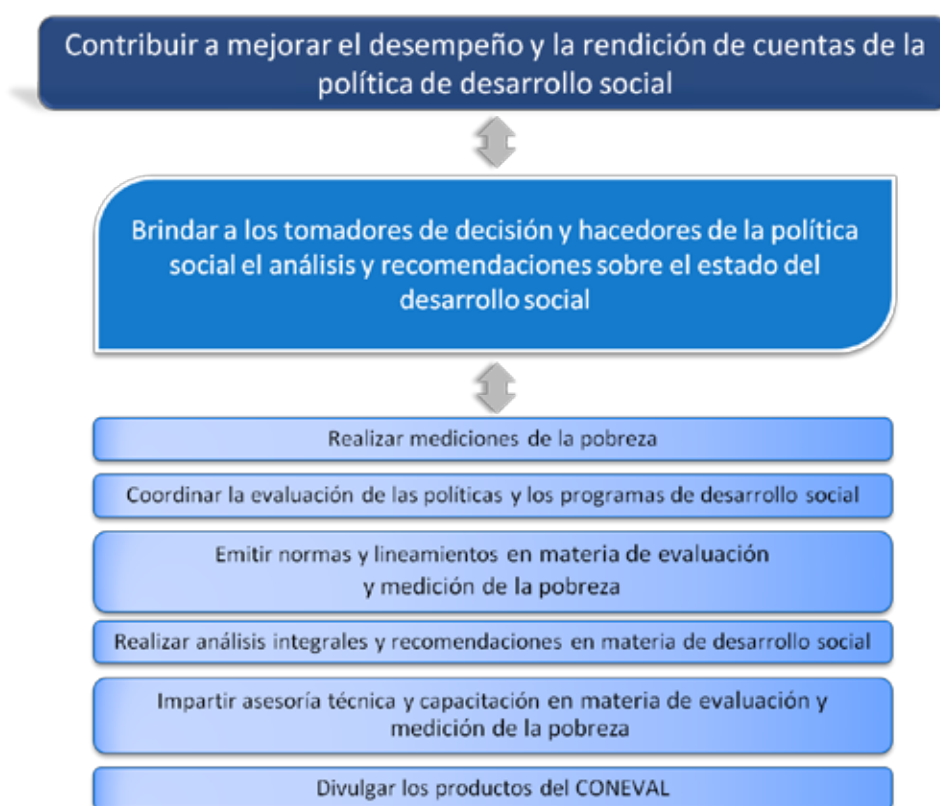 Contribuir a mejorar el desempeño y la rendición de cuentas de la
política de desarrollo social
Brindar a los tomadores de decisión y hacedores de la política
social el análisis y recomendaciones sobre el estado del
desarrollo social
Realizar mediciones de la pobreza
Coordinar la evaluación de las políticas y los programas de desarrollo social
Emitir normas y lineamientos en materia de evaluación
y medición de la pobreza
Realizar análisis integrales y recomendaciones en materia de desarrollo social
Impartir asesoría técnica y capacitación en materia de evaluación y
medición de la pobreza
Divulgar los productos del CONEVAL